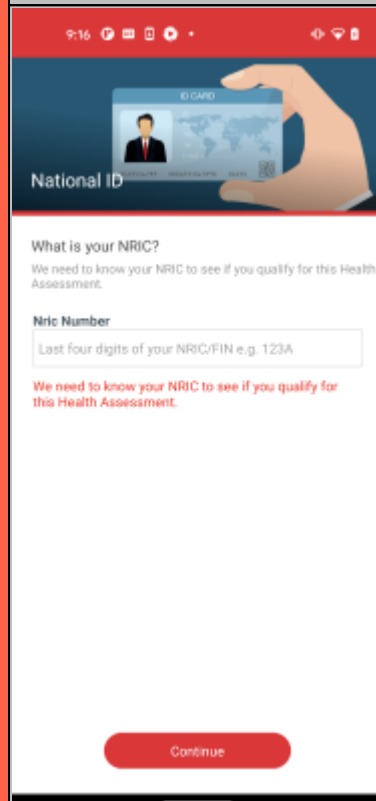 9:16
ID CARD
National ID
What is your NRIC?
We need to know your NRIC to see if you qualify for this Health
Assessment.
Nric Number
Last four digits of your NRIC/FIN e.g. 123A
We need to know your NRIC to see if you qualify for
this Health Assessment.
Continue